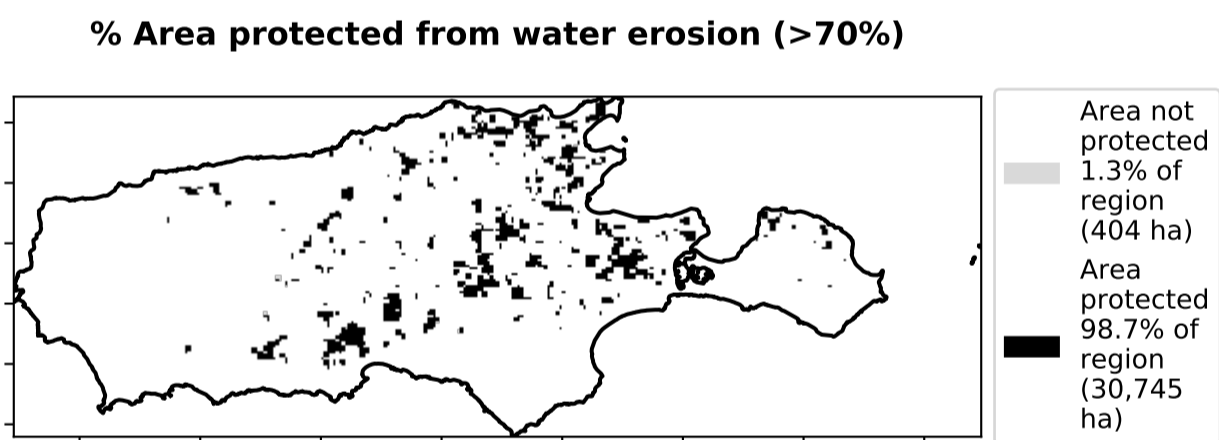 % Area protected from water erosion (>70%)
Area not
protected
1.3% of
region
(404 ha)
Area
protected
98.7% of
region
(30,745
ha)